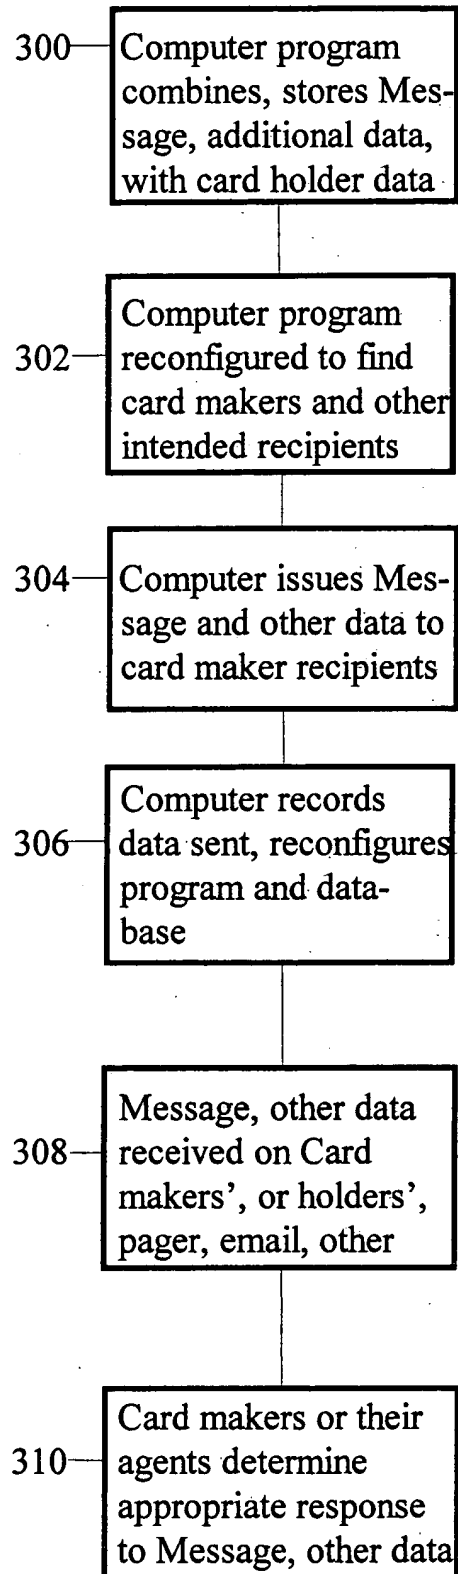 300 Computer program
combines, stores Mes-
sage, additional data,
with card holder data
Computer program
302 reconfigured to find
card makers and other
intended recipients
304 Computer issues Mes-
sage and other data to
card maker recipients
Computer records
306 data sent, reconfigures
program and data-
base
Message, other data
308 received on Card
makers', or holders',
pager, email, other
Card makers or their
310 agents determine
appropriate response
to Message, other data